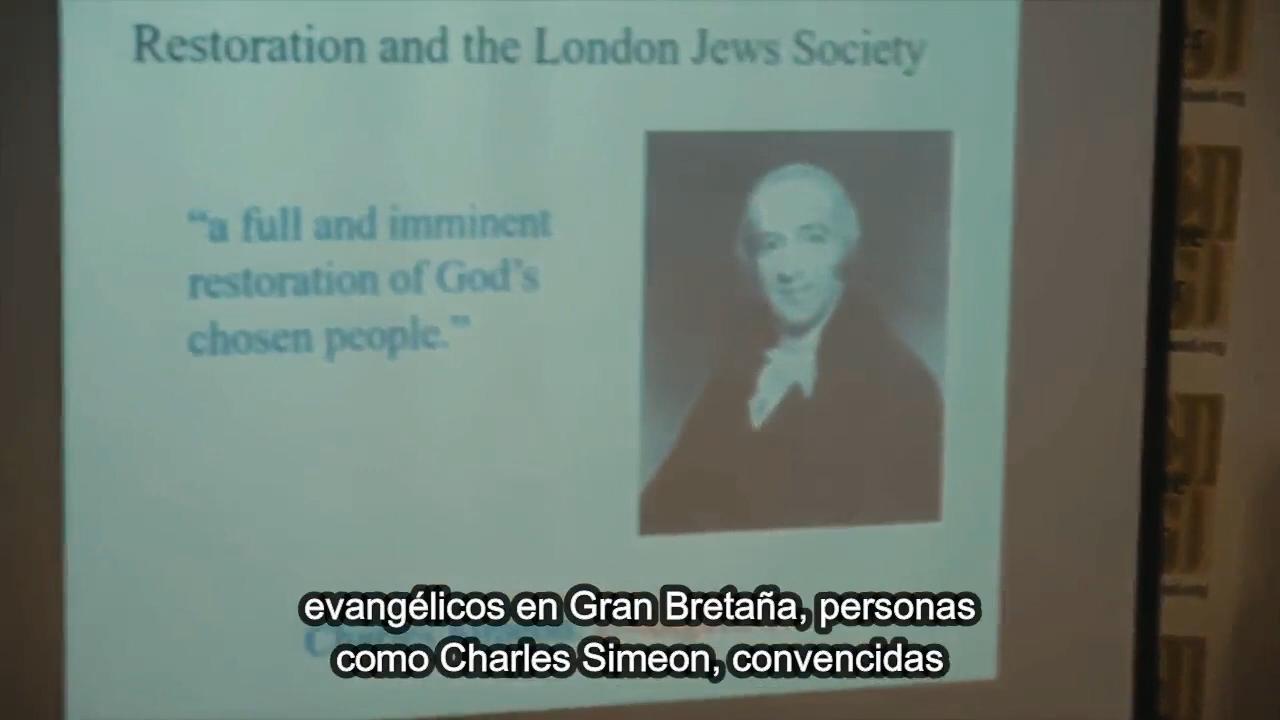 Restoration and the London Jews Society
“a full and imminent
restoration of God’s
chosen people.”’
evangélicos en Gran Bretaña, personas
como Charles Simeon, convencidas